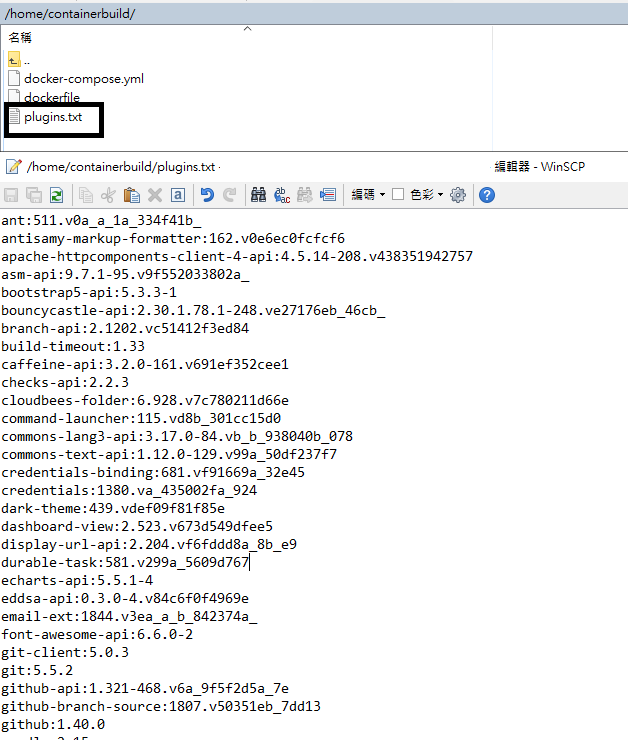 /home/containerbuild/
名稱
..
docker-compose.yml
dockerfile
plugins.txt
/home/containerbuild/plugins.txt - 編輯器 - WinSCP
編碼 色彩
ant:511.v0a_a_1a_334f41b_
antisamy-markup-formatter:162.v0e6ec0fcfcf6
apache-httpcomponents-client-4-api:4.5.14-208.v438351942757
asm-api:9.7.1-95.v9f552033802a_
bootstrap5-api:5.3.3-1
bouncycastle-api:2.30.1.78.1-248.ve27176eb_46cb_
branch-api:2.1202.vc51412f3ed84
build-timeout:1.33
caffeine-api:3.2.0-161.v691ef352cee1
checks-api:2.2.3
cloudbees-folder:6.928.v7c780211d66e
command-launcher:115.vd8b_301cc15d0
commons-lang3-api:3.17.0-84.vb_b_938040b_078
commons-text-api:1.12.0-129.v99a_50df237f7
credentials-binding:681.vf91669a_32e45
credentials:1380.va_435002fa_924
dark-theme:439.vdef09f81f85e
dashboard-view:2.523.v673d549dfee5
display-url-api:2.204.vf6fddd8a_8b_e9
durable-task:581.v299a_5609d767
echarts-api:5.5.1-4
eddsa-api:0.3.0-4.v84c6f0f4969e
email-ext:1844.v3ea_a_b_842374a_
font-awesome-api:6.6.0-2
git-client:5.0.3
git:5.5.2
github-api:1.321-468.v6a_9f5f2d5a_7e
github-branch-source:1807.v50351eb_7dd13
github:1.40.0